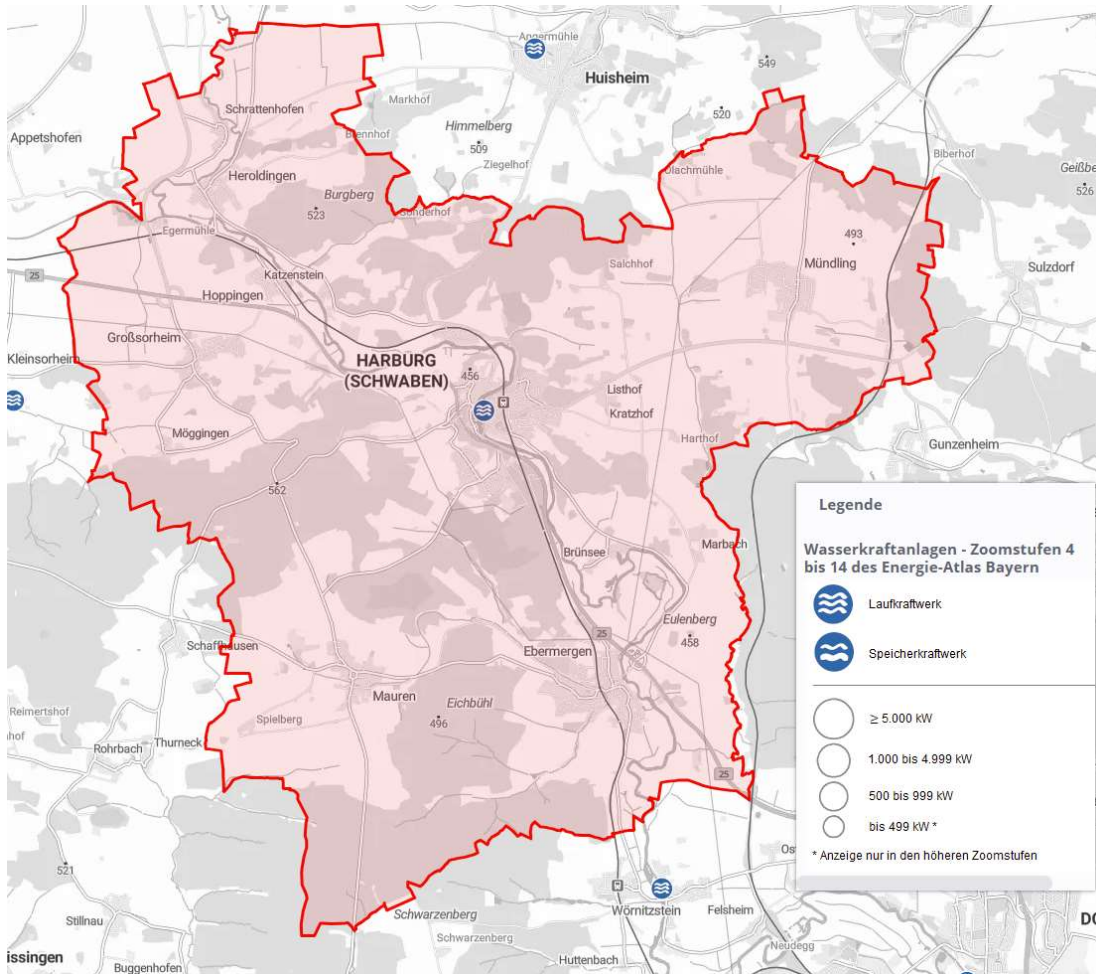 Angermühle
Huisheim
549
Markhof
Schrattenhofen
520
Appetshofen
Himmelberg
509
Brennhof
Ziegelhof
Biberhof
Heroldingen
Burgberg
523
526
Sonderhof
Egermühle
493
Mündling
Salchhof
Sulzdorf
25
Katzenstein
Hoppingen
Großsorheim
Kleinsorheim
HARBURG
(SCHWABEN)
456
Listhof
Kratzhof
Möggingen
Harthof
Gunzenheim
562
Legende
Wasserkraftanlagen - Zoomstufen 4
bis 14 des Energie-Atlas Bayern
Laufkraftwerk
Speicherkraftwerk
≥ 5.000 kW
1.000 bis 4.999 kW
500 bis 999 kW
bis 499 kW *
* Anzeige nur in den höheren Zoomstufen
Brünsee
Marbach
Eulenberg
458
25
Schaffhausen
Ebermergen
Mauren
Eichbühl
496
Spielberg
Reimertshof
Rohrbach
Thurneck
25
521
Wörnitzstein
Felsheim
Stillnau
Schwarzenberg
Schwarzenberg
Neudegg
issingen
Buggenhofen
Huttenbach